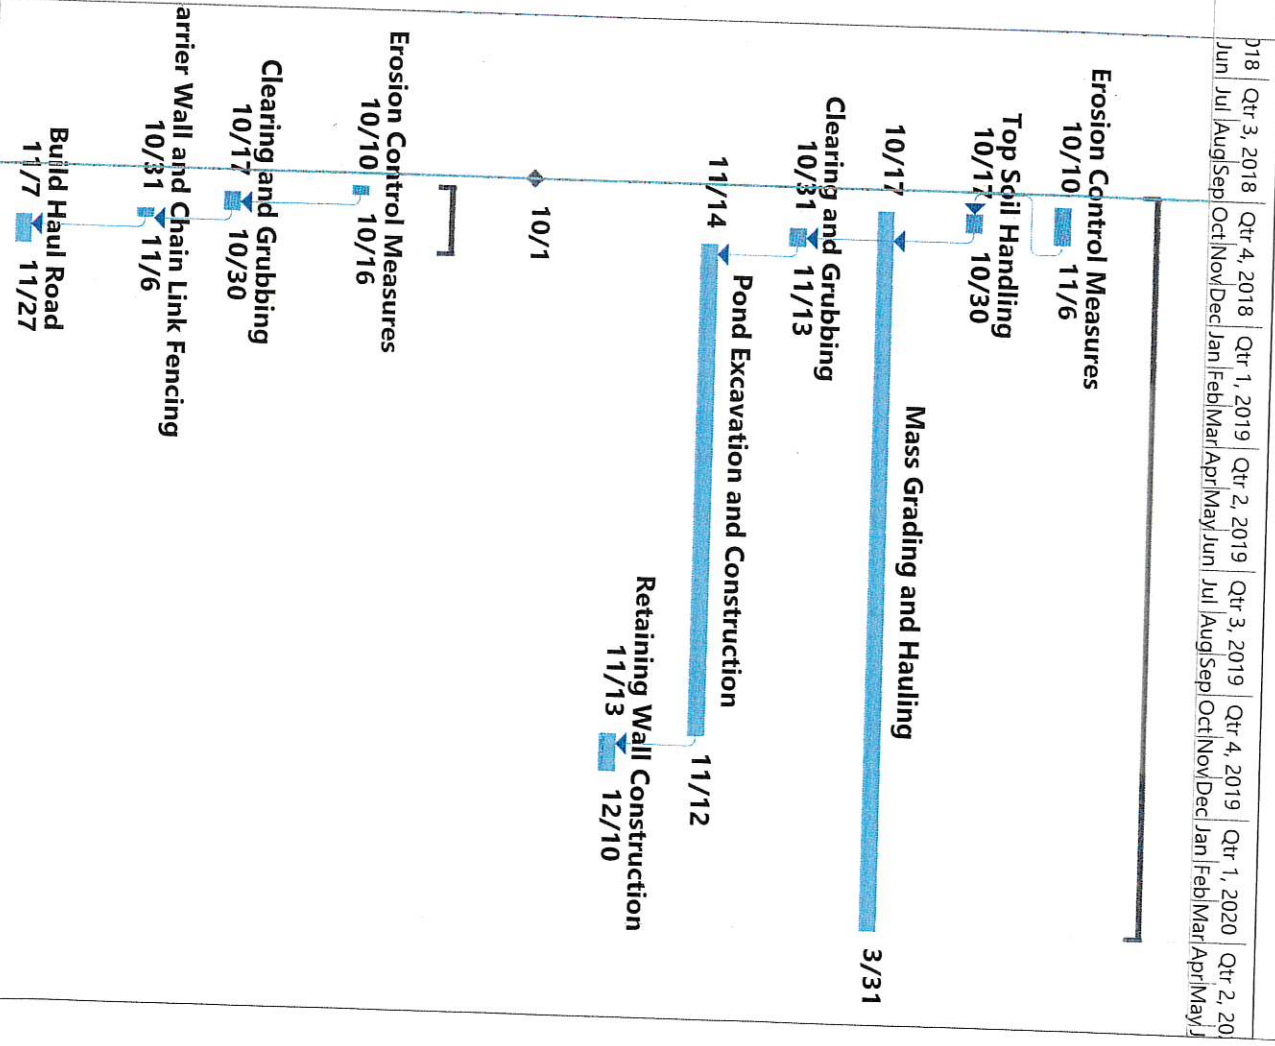 018 | Qtr 3, 2018 | Qtr 4, 2018 | Qtr 1, 2019 | Qtr 2, 2019 | Qtr 3, 2019 | Qtr 4, 2019 | Qtr 1, 2020 | Qtr 2, 20
Jun | Jul | Aug | Sep | Oct | Nov | Dec | Jan | Feb | Mar | Apr | May | Jun | Jul | Aug | Sep | Oct | Nov | Dec | Jan | Feb | Mar | Apr | May | J
Erosion Control Measures
10/10 11/6
Top Soil Handling
10/17 10/30
Mass Grading and Hauling
10/17 3/31
Clearing and Grubbing
10/31 11/13
Pond Excavation and Construction
11/14 11/12
Retaining Wall Construction
11/13 12/10
10/1
Erosion Control Measures
10/10 10/16
Clearing and Grubbing
10/17 10/30
arrier Wall and Chain Link Fencing
10/31 11/6
Build Haul Road
11/7 11/27